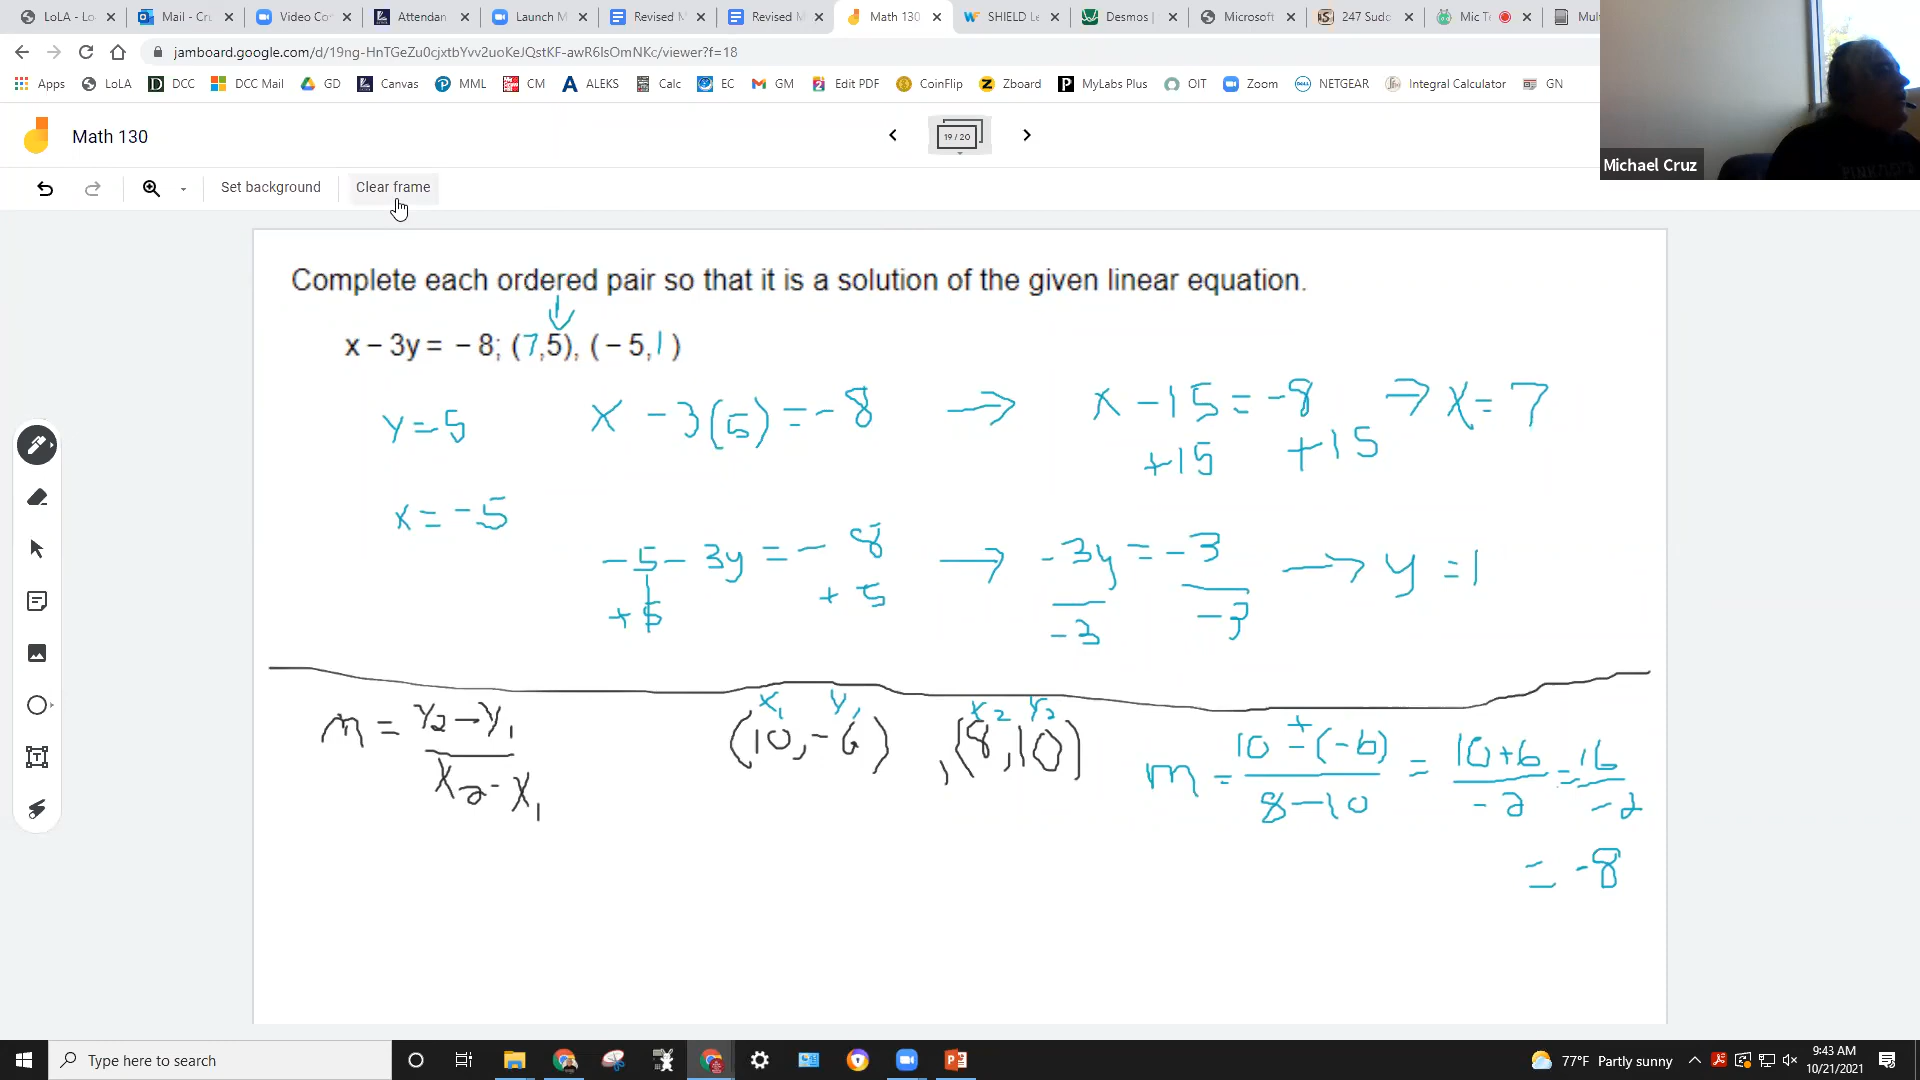 LoLA - Lo
Mail - Cru
Video Co
Attendan
Launch M
Revised M
Revised M
Math 130
SHIELD Le
Desmos |
Microsoft
247 Sudo
Mic Te
Mult
jamboard.google.com/d/19ng-HnTGeZu0cjxtbYvv2uoKeJQstKF-awR6lsOmNKc/viewer?f=18
Apps LoLA DCC DCC Mail GD Canvas MML CM ALEKS Calc EC GM Edit PDF CoinFlip Zboard MyLabs Plus OIT Zoom NETGEAR Integral Calculator GN
Math 130
19 / 20
Michael Cruz
Set background
Clear frame
Complete each ordered pair so that it is a solution of the given linear equation.
x − 3y = − 8; (7,5), (− 5,1)
y = 5 x − 3(5) = −8 → x − 15 = −8 → x = 7
+15 +15
x = −5
−5 − 3y = −8 → −3y = −3 → y = 1
+5 +5 −3 −3
x₁ y₁ x₂ y₂
m = y₂ − y₁ / x₂ − x₁ (10, −6), (8, 10) m = 10 −⁺ (−6) / 8 − 10 = 10+6 / −2 = 16 / −2
= −8
Type here to search
77°F Partly sunny
9:43 AM
10/21/2021